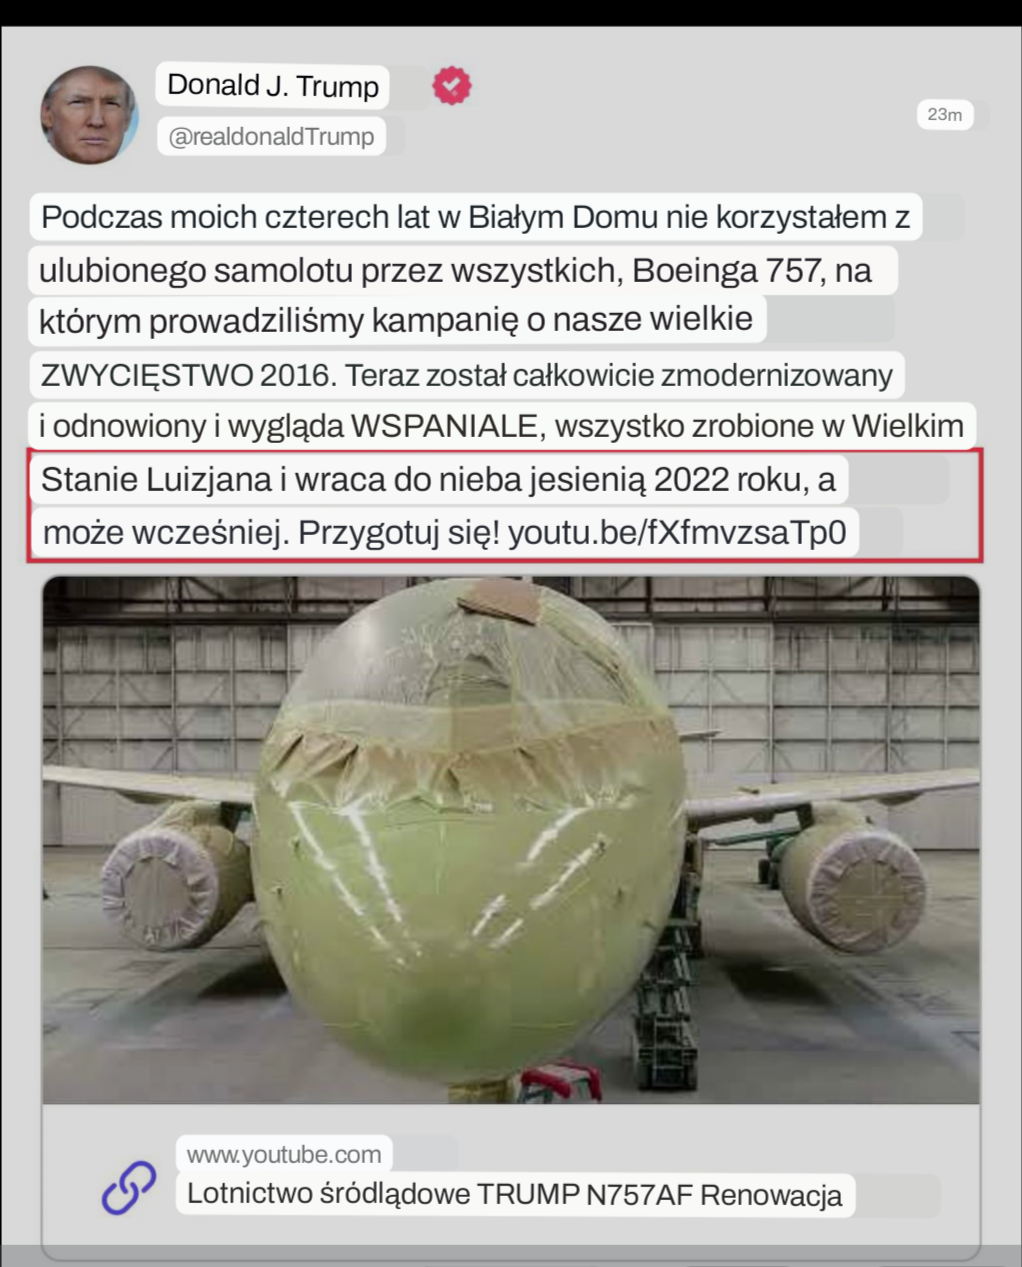 Donald J. Trump
@realdonaldTrump
23m
Podczas moich czterech lat w Białym Domu nie korzystałem z
ulubionego samolotu przez wszystkich, Boeinga 757, na
którym prowadziliśmy kampanię o nasze wielkie
ZWYCIĘSTWO 2016. Teraz został całkowicie zmodernizowany
i odnowiony i wygląda WSPANIALE, wszystko zrobione w Wielkim
Stanie Luizjana i wraca do nieba jesienią 2022 roku, a
może wcześniej. Przygotuj się! youtu.be/fXfmvzsaTp0
www.youtube.com
Lotnictwo śródlądowe TRUMP N757AF Renowacja